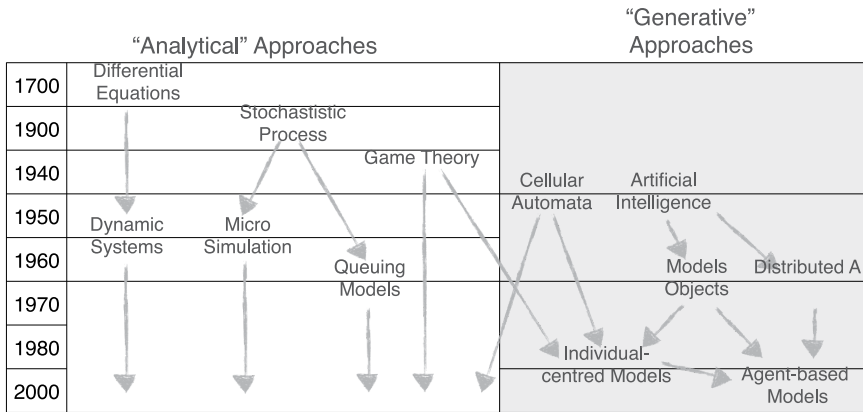 “Generative”
“Analytical” Approaches
Approaches
1700
Differential
Equations
1900
Stochastistic
Process
1940
Game Theory
Cellular
Automata
Artificial
Intelligence
1950
Dynamic
Systems
Micro
Simulation
1960
Queuing
Models
Models
Objects
Distributed A
1970
1980
Individual-
centred Models
Agent-based
Models
2000